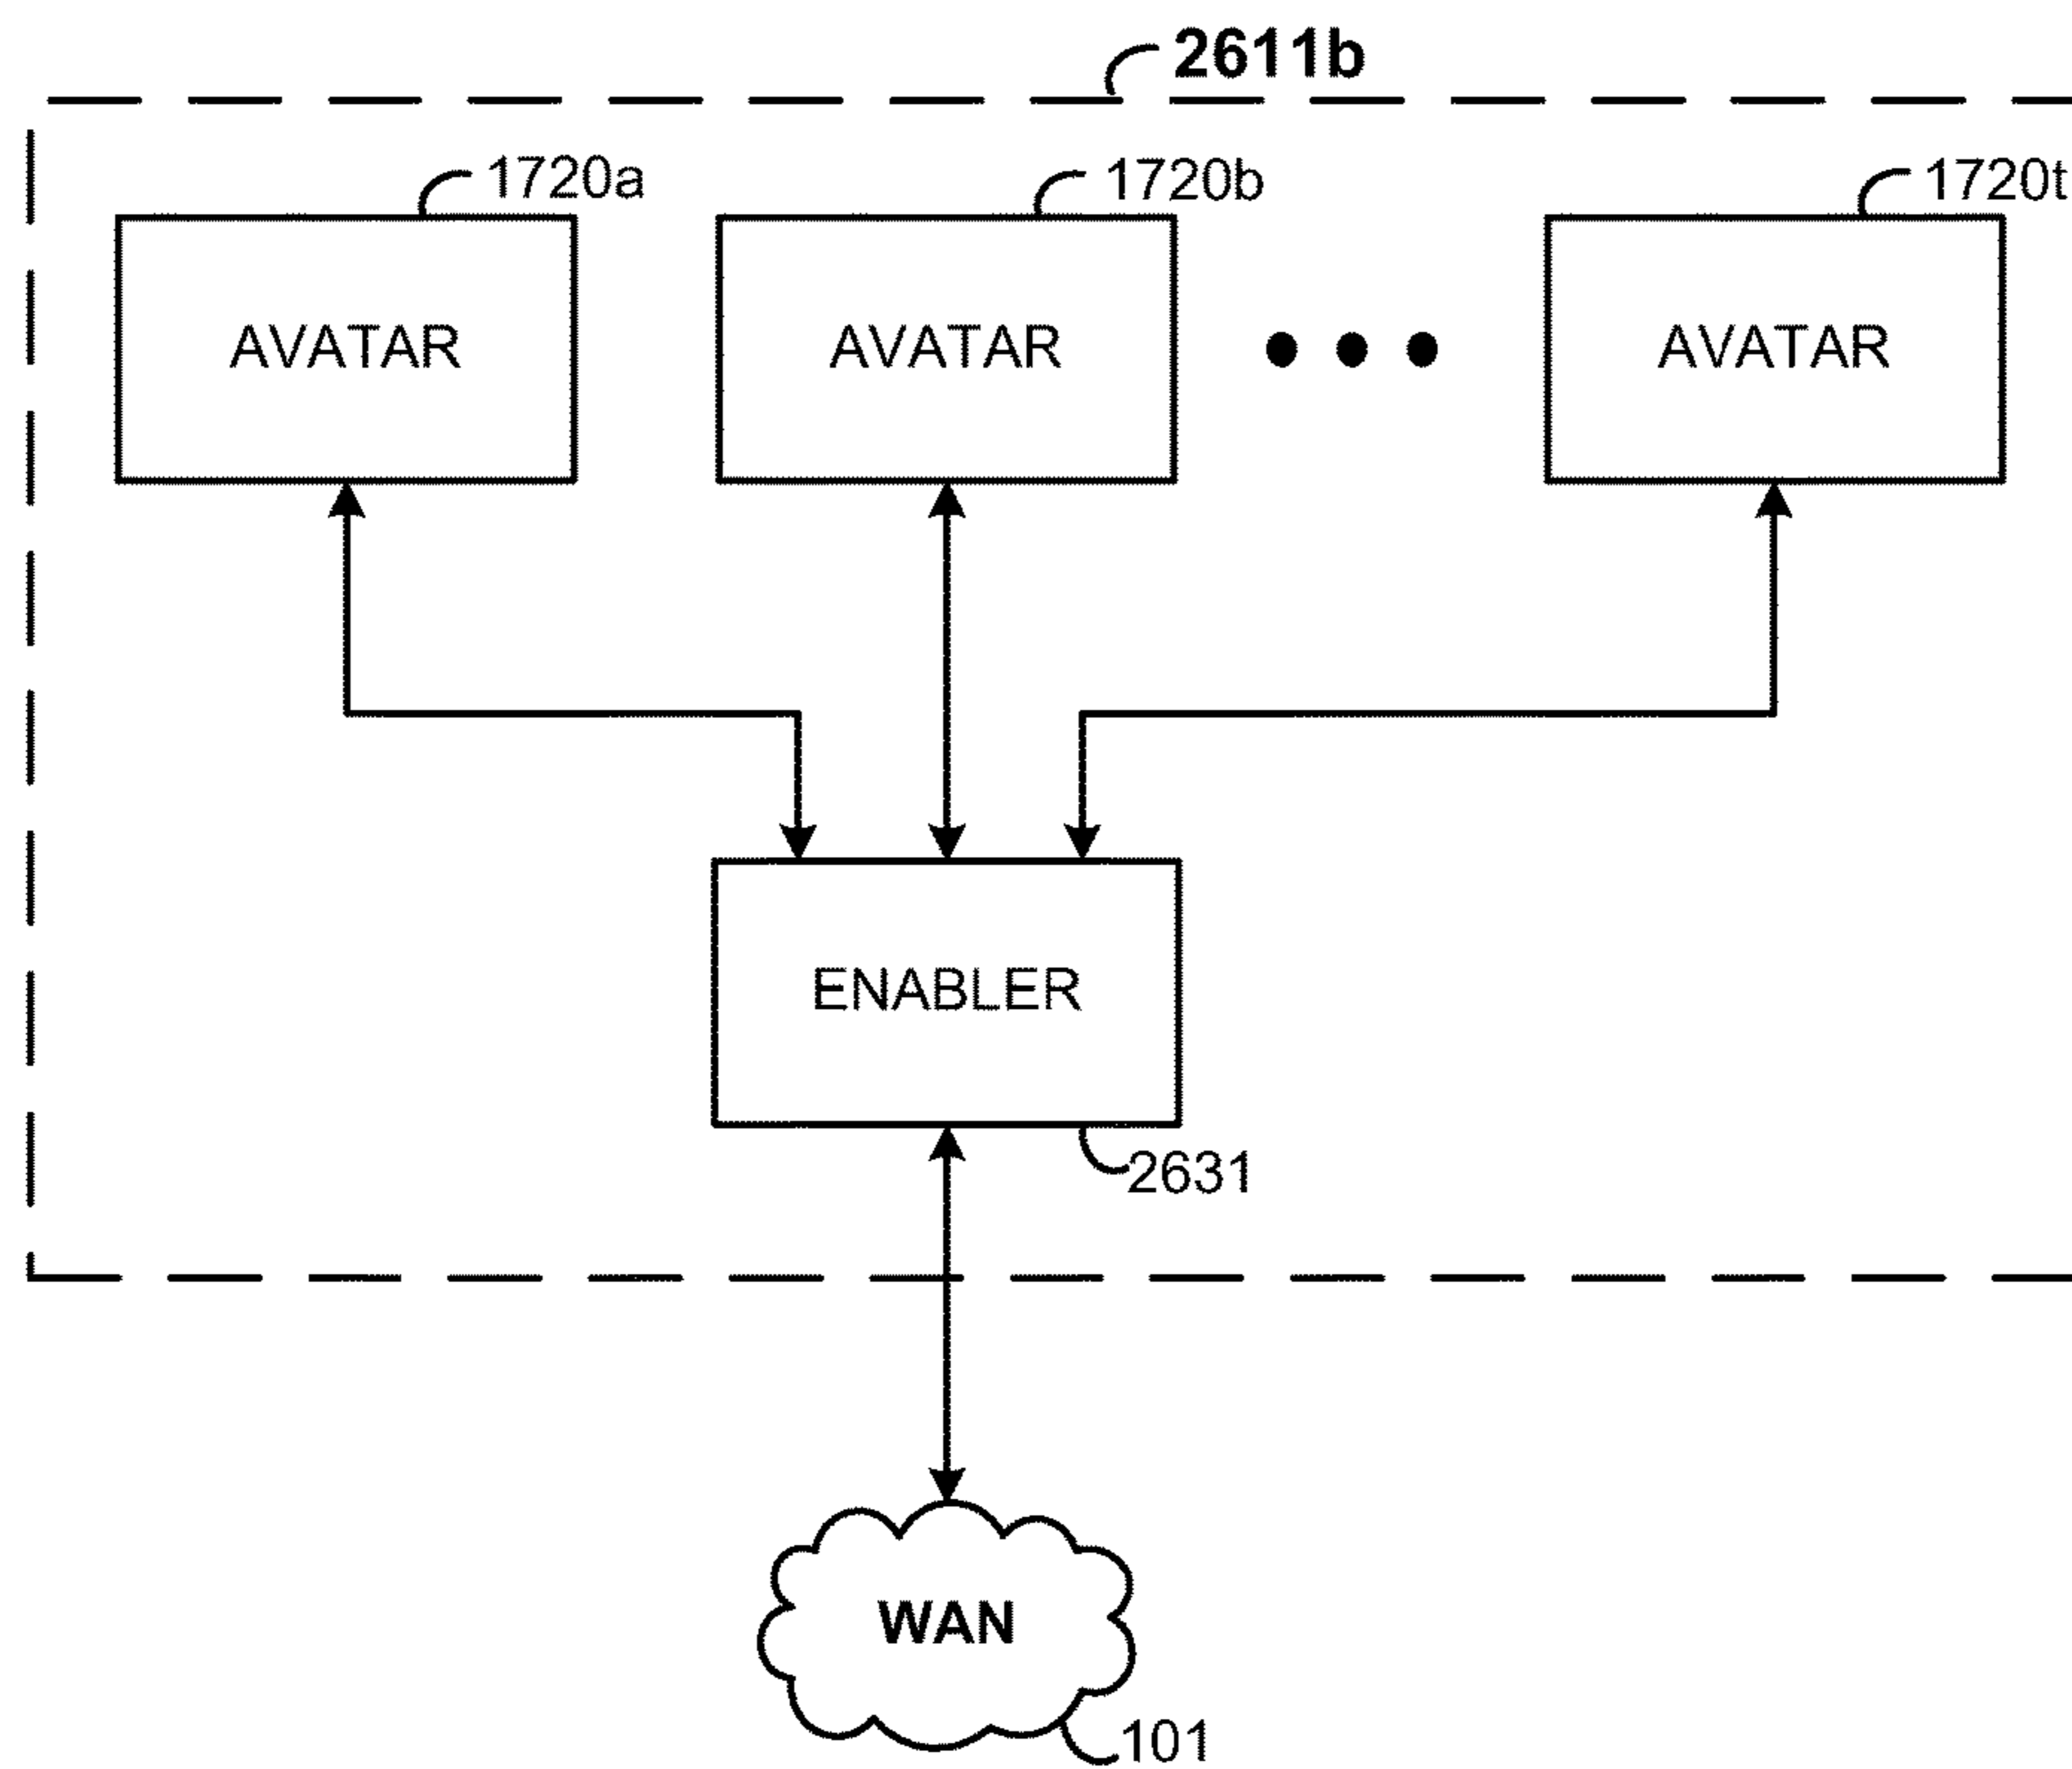 2611b
1720a
1720b
1720t
AVATAR
AVATAR
AVATAR
ENABLER
2631
WAN
101